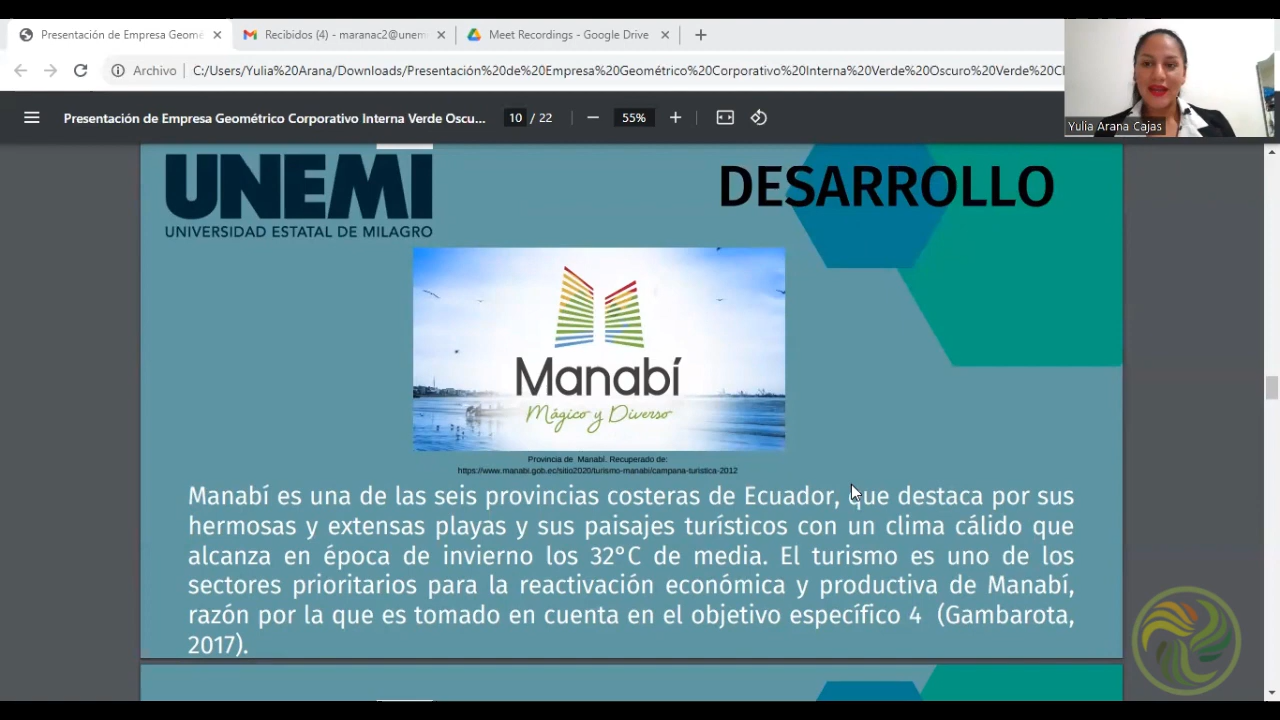 Presentación de Empresa Geomé
Recibidos (4) - maranac2@unem
Meet Recordings - Google Drive
Archivo
C:/Users/Yulia%20Arana/Downloads/Presentación%20de%20Empresa%20Geométrico%20Corporativo%20Interna%20Verde%20Oscuro%20Verde%20Cl
Presentación de Empresa Geométrico Corporativo Interna Verde Oscu...
10 / 22
55%
Yulia Arana Cajas
UNEMI
UNIVERSIDAD ESTATAL DE MILAGRO
DESARROLLO
Manabí
Mágico y Diverso
Provincia de Manabí. Recuperado de:
https://www.manabi.gob.ec/sitio2020/turismo-manabi/campana-turistica-2012
Manabí es una de las seis provincias costeras de Ecuador, que destaca por sus
hermosas y extensas playas y sus paisajes turísticos con un clima cálido que
alcanza en época de invierno los 32°C de media. El turismo es uno de los
sectores prioritarios para la reactivación económica y productiva de Manabí,
razón por la que es tomado en cuenta en el objetivo específico 4 (Gambarota,
2017).